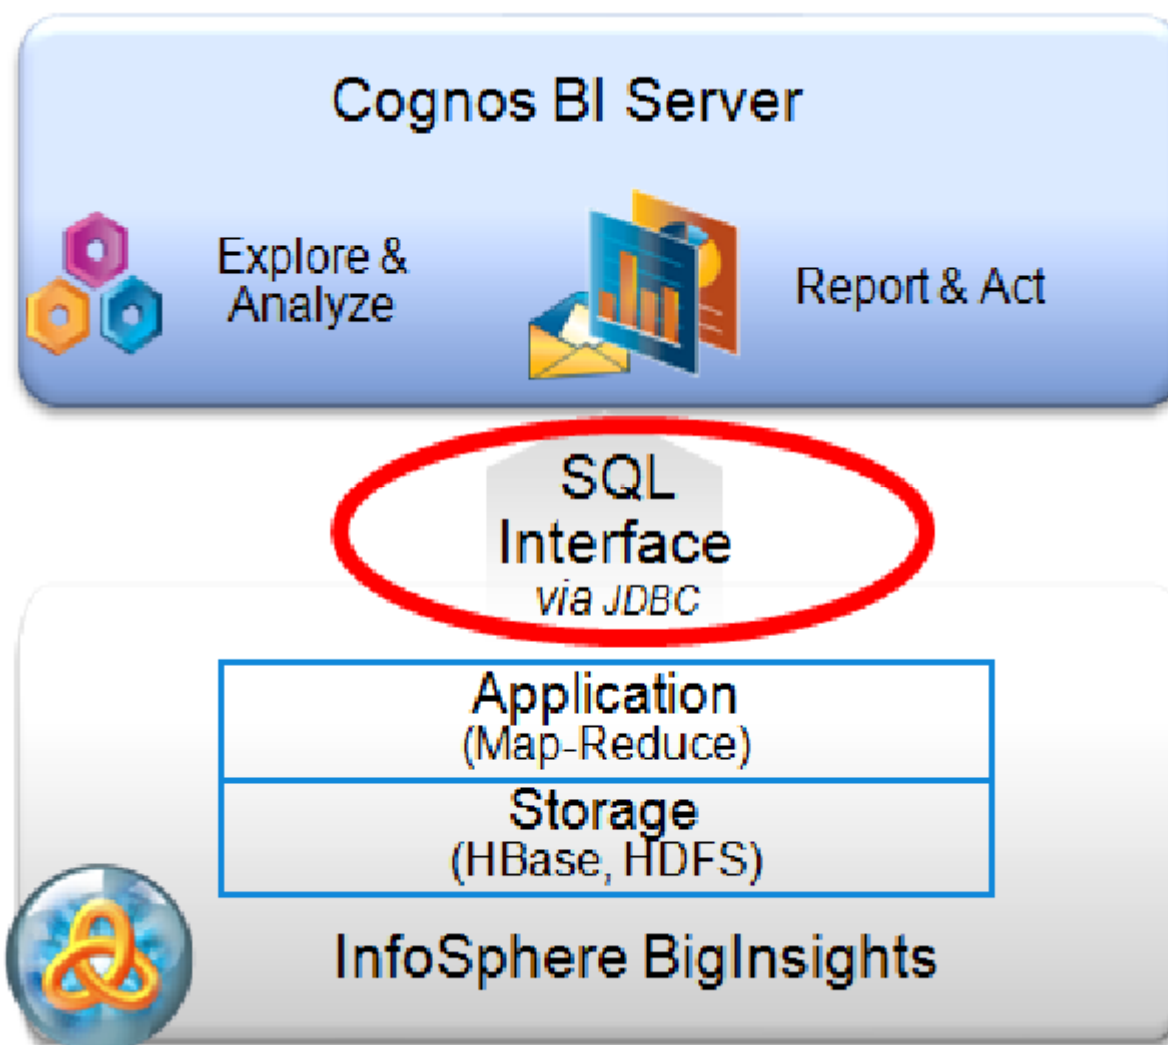 Cognos BI Server
Explore &
Analyze
Report & Act
SQL
Interface
via JDBC
Application
(Map-Reduce)
Storage
(HBase, HDFS)
InfoSphere BigInsights